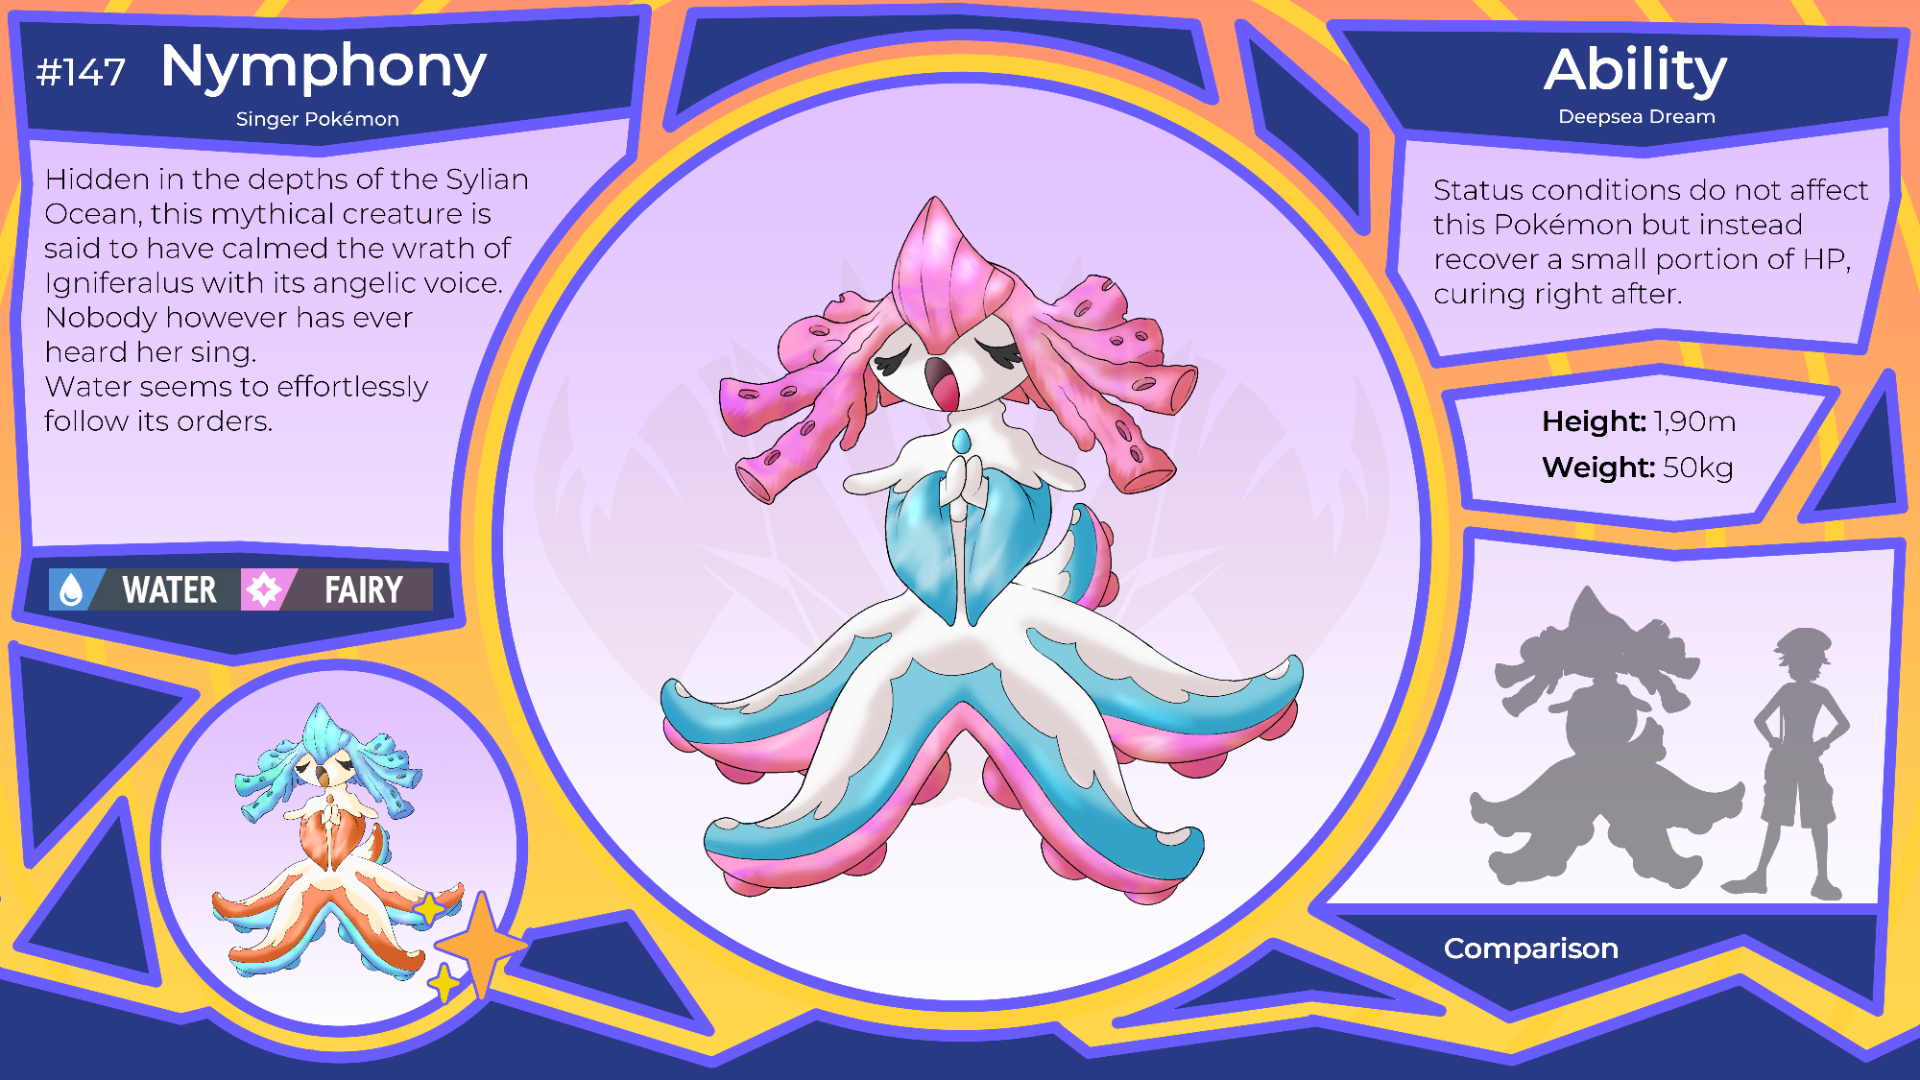 #147 Nymphony
Singer Pokémon
Hidden in the depths of the Sylian
Ocean, this mythical creature is
said to have calmed the wrath of
Igniferalus with its angelic voice.
Nobody however has ever
heard her sing.
Water seems to effortlessly
follow its orders.
WATER FAIRY
Ability
Deepsea Dream
Status conditions do not affect
this Pokémon but instead
recover a small portion of HP,
curing right after.
Height: 1,90m
Weight: 50kg
Comparison